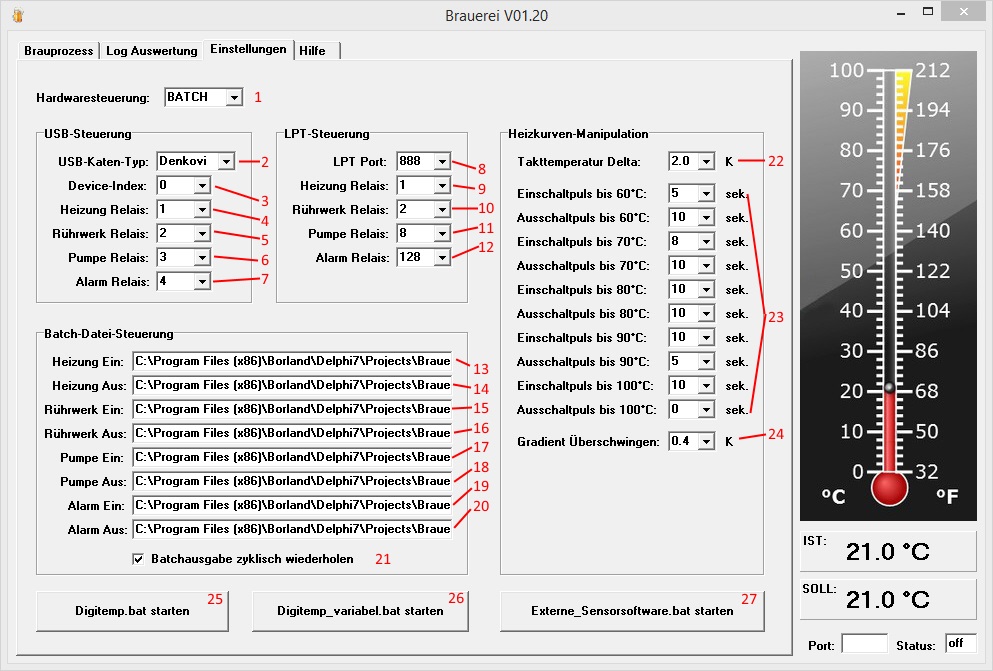 Brauerei V01.20
Brauprozess Log Auswertung Einstellungen Hilfe
Hardwaresteuerung: BATCH 1
USB-Steuerung
USB-Katen-Typ: Denkovi 2
Device-Index: 0 3
Heizung Relais: 1 4
Rührwerk Relais: 2 5
Pumpe Relais: 3 6
Alarm Relais: 4 7
LPT-Steuerung
LPT Port: 888 8
Heizung Relais: 1 9
Rührwerk Relais: 2 10
Pumpe Relais: 8 11
Alarm Relais: 128 12
Batch-Datei-Steuerung
Heizung Ein: C:\Program Files (x86)\Borland\Delphi7\Projects\Braue 13
Heizung Aus: C:\Program Files (x86)\Borland\Delphi7\Projects\Braue 14
Rührwerk Ein: C:\Program Files (x86)\Borland\Delphi7\Projects\Braue 15
Rührwerk Aus: C:\Program Files (x86)\Borland\Delphi7\Projects\Braue 16
Pumpe Ein: C:\Program Files (x86)\Borland\Delphi7\Projects\Braue 17
Pumpe Aus: C:\Program Files (x86)\Borland\Delphi7\Projects\Braue 18
Alarm Ein: C:\Program Files (x86)\Borland\Delphi7\Projects\Braue 19
Alarm Aus: C:\Program Files (x86)\Borland\Delphi7\Projects\Braue 20
Batchausgabe zyklisch wiederholen 21
Heizkurven-Manipulation
Takttemperatur Delta: 2.0 K 22
Einschaltpuls bis 60°C: 5 sek.
Ausschaltpuls bis 60°C: 10 sek.
Einschaltpuls bis 70°C: 8 sek.
Ausschaltpuls bis 70°C: 10 sek.
Einschaltpuls bis 80°C: 10 sek.
Ausschaltpuls bis 80°C: 10 sek. 23
Einschaltpuls bis 90°C: 10 sek.
Ausschaltpuls bis 90°C: 5 sek.
Einschaltpuls bis 100°C: 10 sek.
Ausschaltpuls bis 100°C: 0 sek.
Gradient Überschwingen: 0.4 K 24
Digitemp.bat starten 25
Digitemp_variabel.bat starten 26
Externe_Sensorsoftware.bat starten 27
100 212
90 194
80 176
70 158
60 140
50 122
40 104
30 86
20 68
10 50
0 32
ºC ºF
IST: 21.0 °C
SOLL: 21.0 °C
Port: Status: off